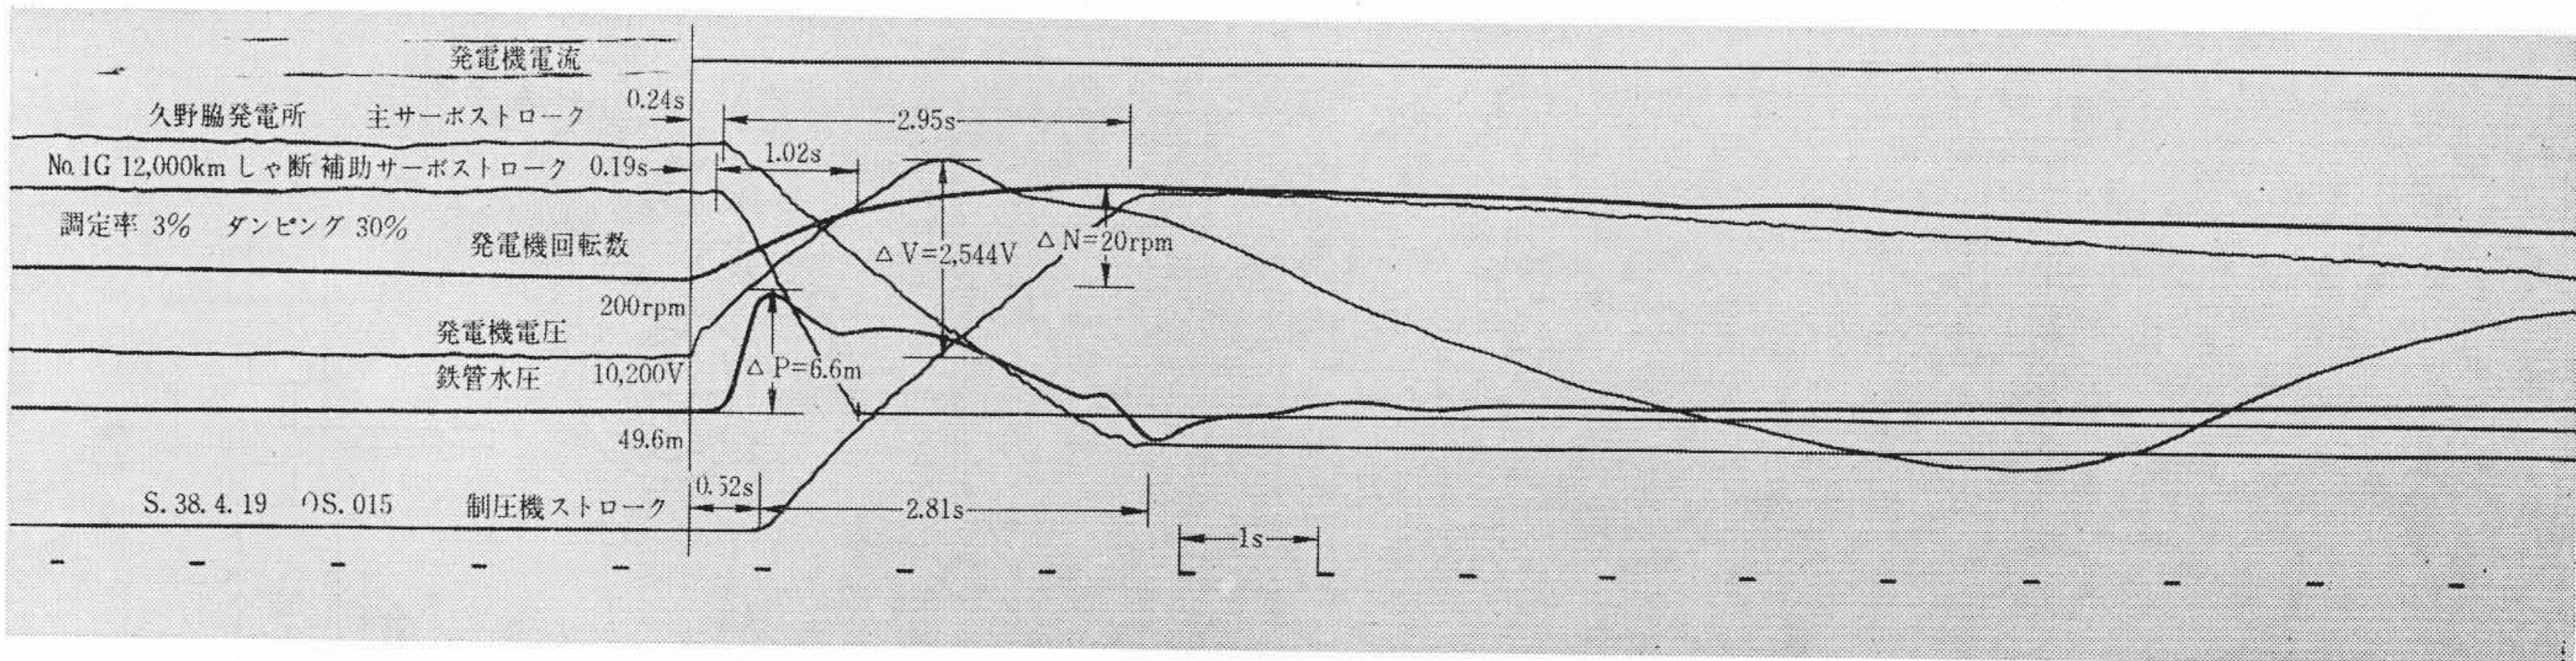 発電機電流
久野脇発電所 主サーボストローク 0.24s 2.95s
No.1G 12,000km しゃ断 補助サーボストローク 0.19s 1.02s
調定率 3% ダンピング 30% 発電機回転数
△V=2,544V △N=20rpm
200rpm
発電機電圧
鉄管水圧 10,200V △P=6.6m
49.6m
S.38.4.19 OS.015 制圧機ストローク 0.52s 2.81s
1s